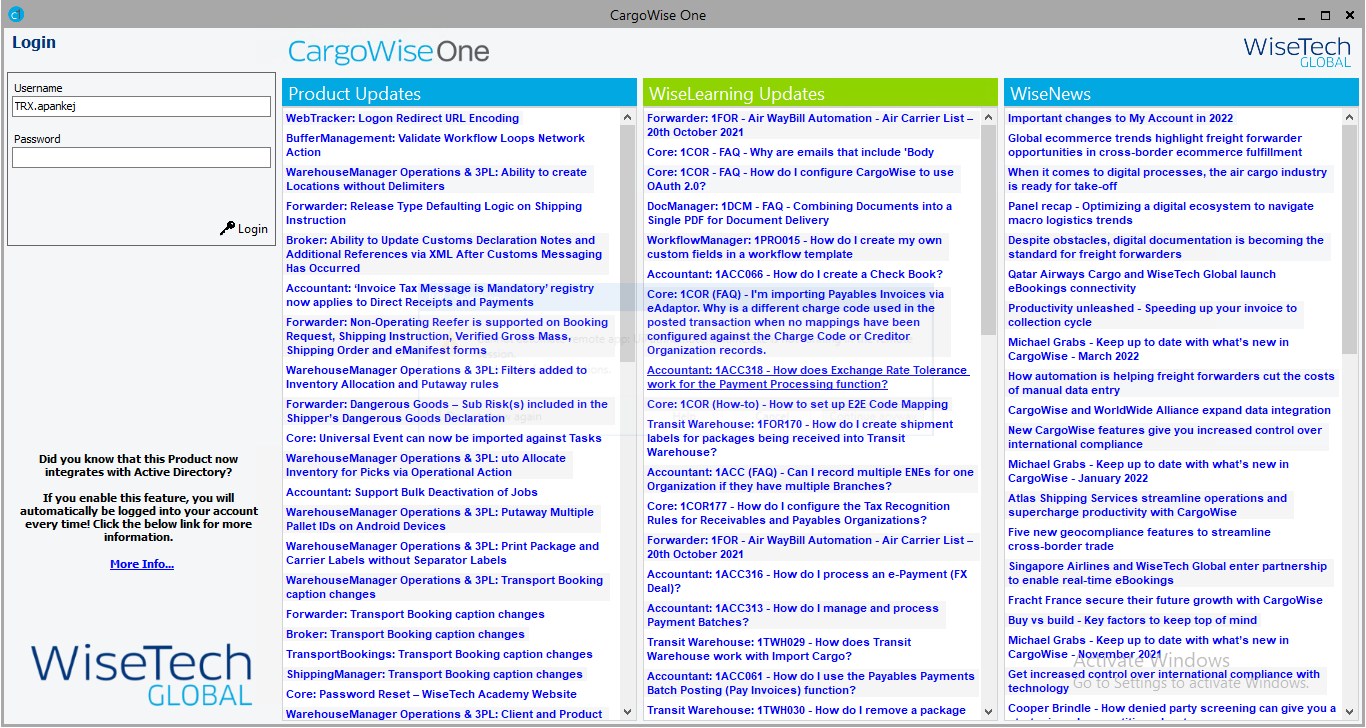 CargoWise One
Login
Username
TRX.apankej
Password
Login
Did you know that this Product now
integrates with Active Directory?
If you enable this feature, you will
automatically be logged into your account
every time! Click the below link for more
information.
More Info...
WiseTech
GLOBAL
CargoWiseOne
WiseTech
GLOBAL
Product Updates
WebTracker: Logon Redirect URL Encoding
BufferManagement: Validate Workflow Loops Network
Action
WarehouseManager Operations & 3PL: Ability to create
Locations without Delimiters
Forwarder: Release Type Defaulting Logic on Shipping
Instruction
Broker: Ability to Update Customs Declaration Notes and
Additional References via XML After Customs Messaging
Has Occurred
Accountant: ‘Invoice Tax Message is Mandatory’ registry
now applies to Direct Receipts and Payments
Forwarder: Non-Operating Reefer is supported on Booking
Request, Shipping Instruction, Verified Gross Mass,
Shipping Order and eManifest forms
WarehouseManager Operations & 3PL: Filters added to
Inventory Allocation and Putaway rules
Forwarder: Dangerous Goods – Sub Risk(s) included in the
Shipper's Dangerous Goods Declaration
Core: Universal Event can now be imported against Tasks
WarehouseManager Operations & 3PL: uto Allocate
Inventory for Picks via Operational Action
Accountant: Support Bulk Deactivation of Jobs
WarehouseManager Operations & 3PL: Putaway Multiple
Pallet IDs on Android Devices
WarehouseManager Operations & 3PL: Print Package and
Carrier Labels without Separator Labels
WarehouseManager Operations & 3PL: Transport Booking
caption changes
Forwarder: Transport Booking caption changes
Broker: Transport Booking caption changes
TransportBookings: Transport Booking caption changes
ShippingManager: Transport Booking caption changes
Core: Password Reset – WiseTech Academy Website
WarehouseManager Operations & 3PL: Client and Product
WiseLearning Updates
Forwarder: 1FOR - Air WayBill Automation - Air Carrier List –
20th October 2021
Core: 1COR - FAQ - Why are emails that include 'Body
Core: 1COR - FAQ - How do I configure CargoWise to use
OAuth 2.0?
DocManager: 1DCM - FAQ - Combining Documents into a
Single PDF for Document Delivery
WorkflowManager: 1PRO015 - How do I create my own
custom fields in a workflow template
Accountant: 1ACC066 - How do I create a Check Book?
Core: 1COR (FAQ) - I'm importing Payables Invoices via
eAdaptor. Why is a different charge code used in the
posted transaction when no mappings have been
configured against the Charge Code or Creditor
Organization records.
Accountant: 1ACC318 - How does Exchange Rate Tolerance
work for the Payment Processing function?
Core: 1COR (How-to) - How to set up E2E Code Mapping
Transit Warehouse: 1FOR170 - How do I create shipment
labels for packages being received into Transit
Warehouse?
Accountant: 1ACC (FAQ) - Can I record multiple ENEs for one
Organization if they have multiple Branches?
Core: 1COR177 - How do I configure the Tax Recognition
Rules for Receivables and Payables Organizations?
Forwarder: 1FOR - Air WayBill Automation - Air Carrier List –
20th October 2021
Accountant: 1ACC316 - How do I process an e-Payment (FX
Deal)?
Accountant: 1ACC313 - How do I manage and process
Payment Batches?
Transit Warehouse: 1TWH029 - How does Transit
Warehouse work with Import Cargo?
Accountant: 1ACC061 - How do I use the Payables Payments
Batch Posting (Pay Invoices) function?
Transit Warehouse: 1TWH030 - How do I remove a package
WiseNews
Important changes to My Account in 2022
Global ecommerce trends highlight freight forwarder
opportunities in cross-border ecommerce fulfillment
When it comes to digital processes, the air cargo industry
is ready for take-off
Panel recap - Optimizing a digital ecosystem to navigate
macro logistics trends
Despite obstacles, digital documentation is becoming the
standard for freight forwarders
Qatar Airways Cargo and WiseTech Global launch
eBookings connectivity
Productivity unleashed - Speeding up your invoice to
collection cycle
Michael Grabs - Keep up to date with what's new in
CargoWise - March 2022
How automation is helping freight forwarders cut the costs
of manual data entry
CargoWise and WorldWide Alliance expand data integration
New CargoWise features give you increased control over
international compliance
Michael Grabs - Keep up to date with what's new in
CargoWise - January 2022
Atlas Shipping Services streamline operations and
supercharge productivity with CargoWise
Five new geocompliance features to streamline
cross-border trade
Singapore Airlines and WiseTech Global enter partnership
to enable real-time eBookings
Fracht France secure their future growth with CargoWise
Buy vs build - Key factors to keep top of mind
Michael Grabs - Keep up to date with what's new in
CargoWise - November 2021
Get increased control over international compliance with
technology
Cooper Brindle - How denied party screening can give you a
Activate Windows
Go to Settings to activate Windows.